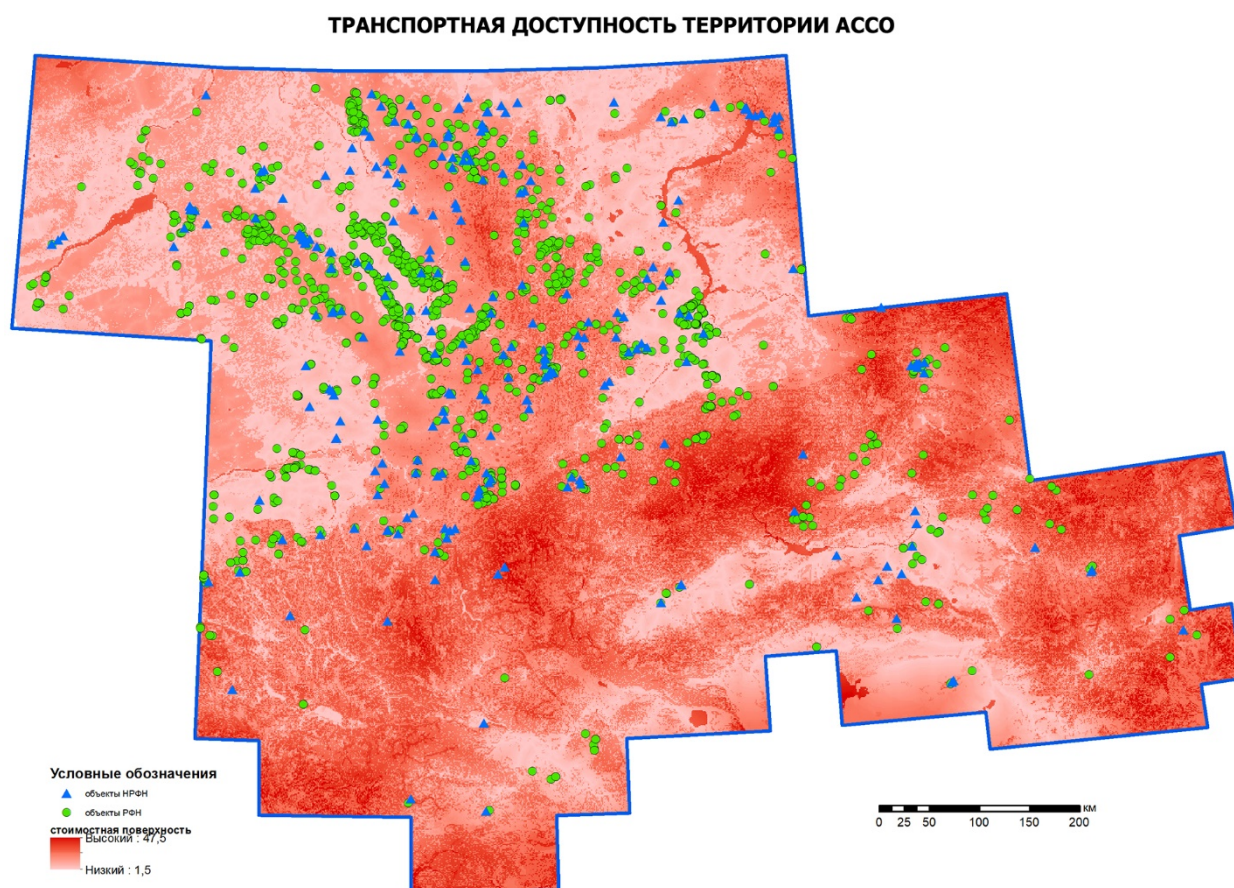 ТРАНСПОРТНАЯ ДОСТУПНОСТЬ ТЕРРИТОРИИ АССО
Условные обозначения
объекты НРФН
объекты РФН
стоимостная поверхность
Высокий : 47,5
Низкий : 1,5
КМ
0 25 50 100 150 200